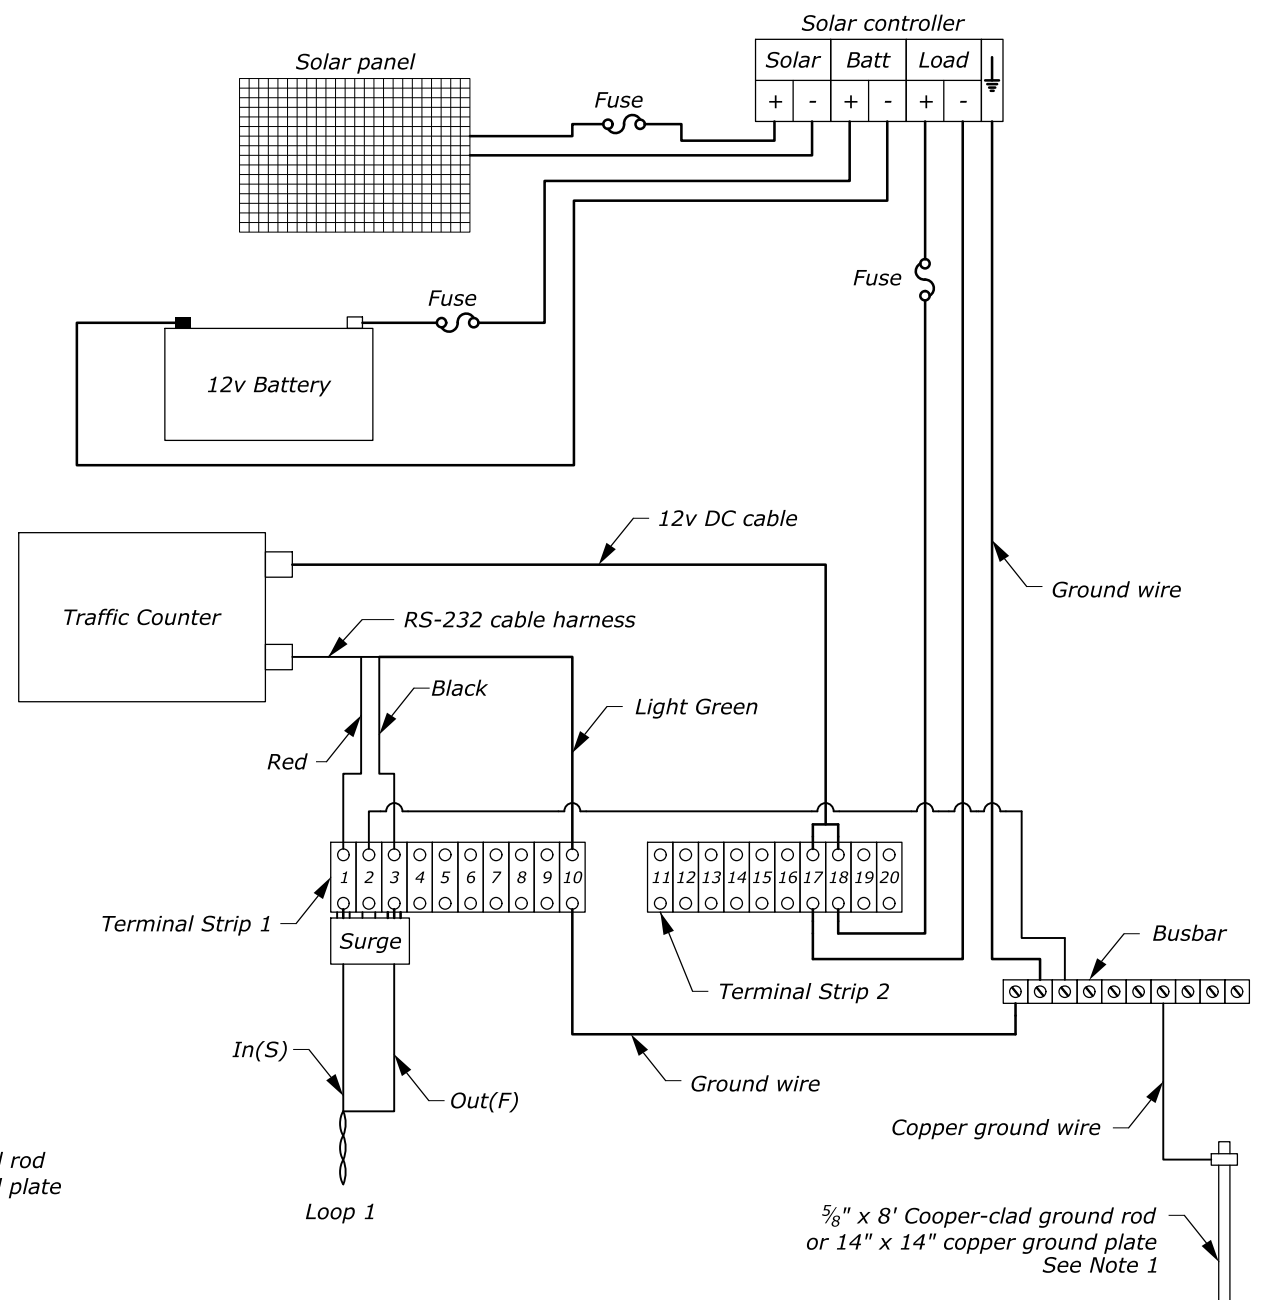 Solar controller
Solar Batt Load
+ - + - + -
Solar panel
Fuse
Fuse
Fuse
12v Battery
12v DC cable
Ground wire
Traffic Counter
RS-232 cable harness
Black
Light Green
Red
1 2 3 4 5 6 7 8 9 10
11 12 13 14 15 16 17 18 19 20
Terminal Strip 1
Surge
Busbar
Terminal Strip 2
In(S)
Ground wire
Out(F)
Copper ground wire
rod
plate
Loop 1
⅝" x 8' Cooper-clad ground rod
or 14" x 14" copper ground plate
See Note 1